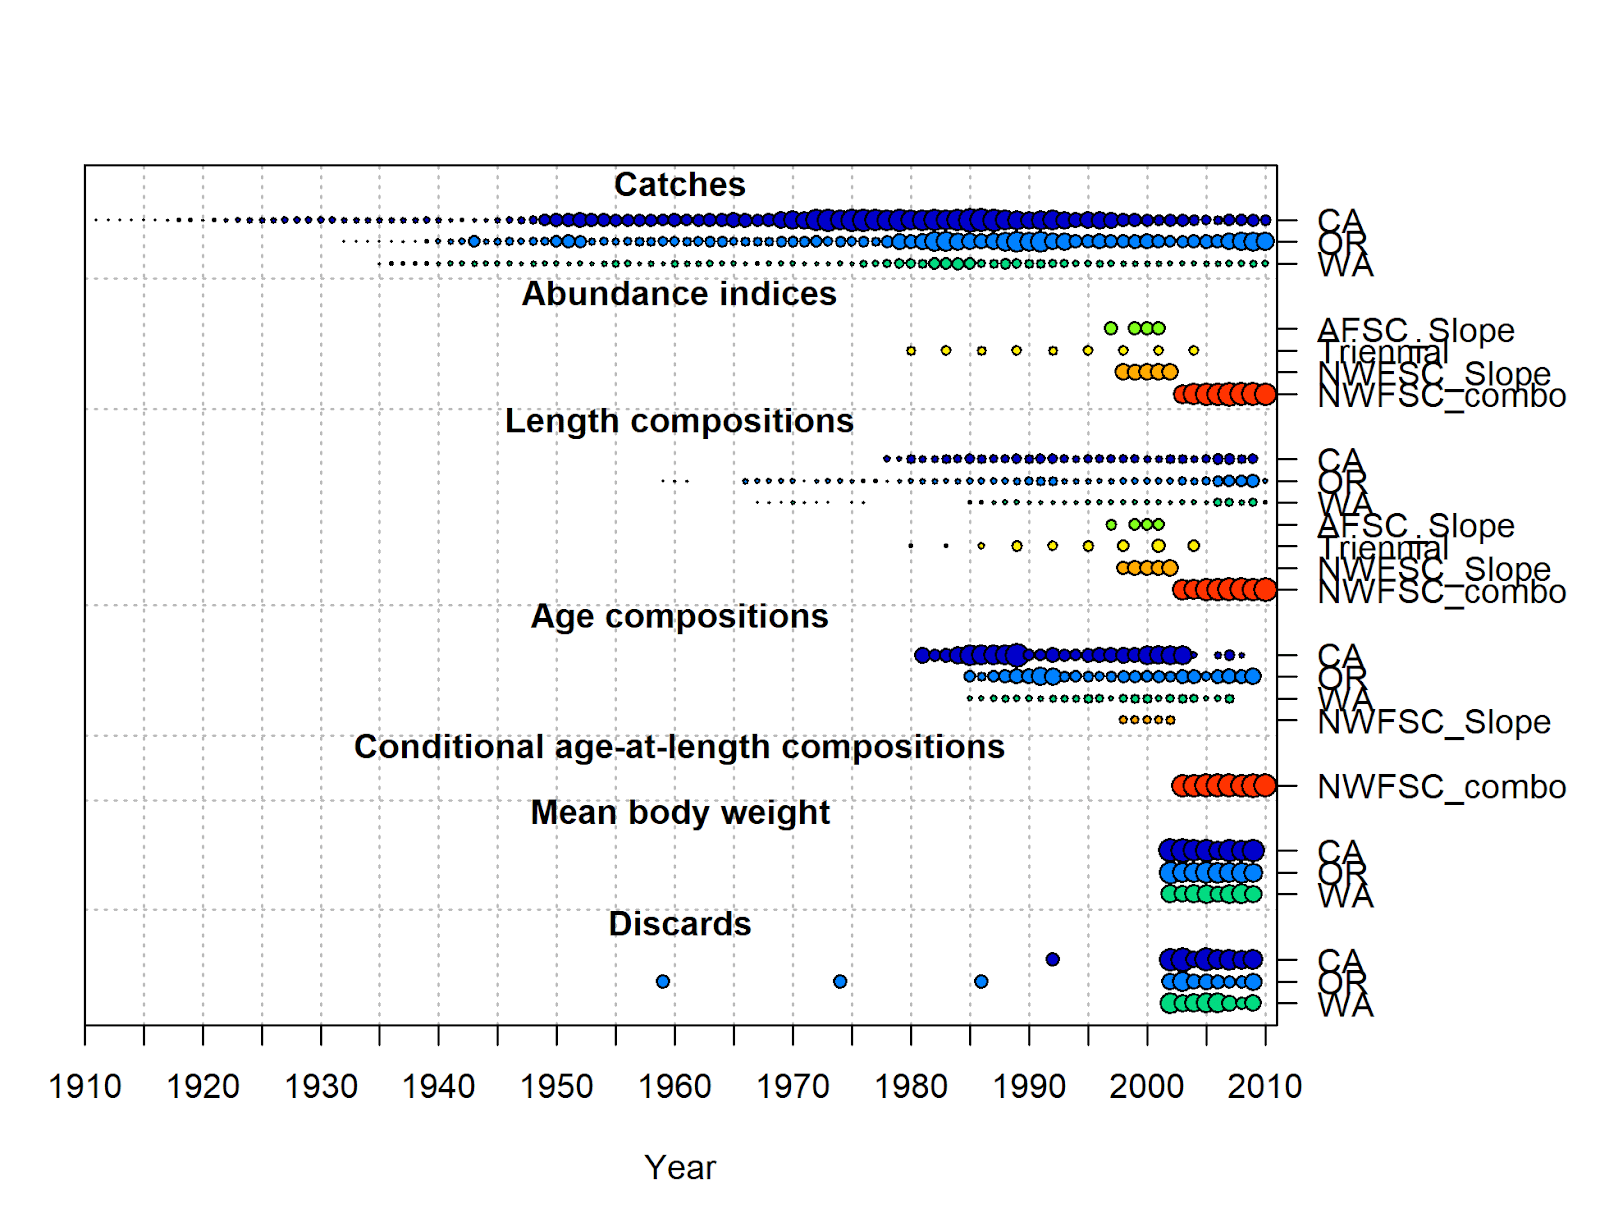 Catches
CA
OR
WA
Abundance indices
AFSC_Slope
Triennial
NWFSC_Slope
NWFSC_combo
Length compositions
CA
OR
WA
AFSC_Slope
Triennial
NWFSC_Slope
NWFSC_combo
Age compositions
CA
OR
WA
NWFSC_Slope
Conditional age-at-length compositions
NWFSC_combo
Mean body weight
CA
OR
WA
Discards
CA
OR
WA
1910 1920 1930 1940 1950 1960 1970 1980 1990 2000 2010
Year